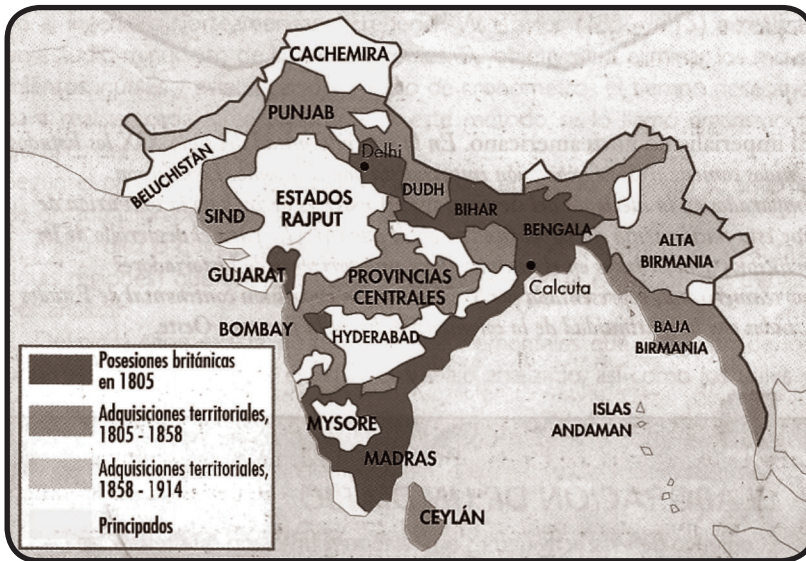 CACHEMIRA
PUNJAB
Delhi
BELUCHISTÁN
DUDH
ESTADOS
RAJPUT
SIND
BIHAR
BENGALA
ALTA
BIRMANIA
GUJARAT
PROVINCIAS
CENTRALES
Calcuta
BOMBAY
HYDERABAD
BAJA
BIRMANIA
Posesiones británicas
en 1805
Adquisiciones territoriales,
1805 - 1858
Adquisiciones territoriales,
1858 - 1914
Principados
MYSORE
MADRAS
ISLAS
ANDAMAN
CEYLÁN